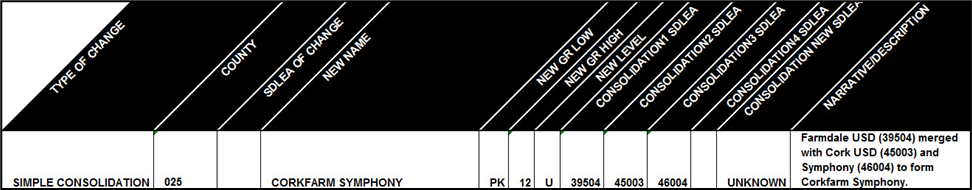 TYPE OF CHANGE
COUNTY
SDLEA OF CHANGE
NEW NAME
NEW GR LOW
NEW GR HIGH
NEW LEVEL
CONSOLIDATION1 SDLEA
CONSOLIDATION2 SDLEA
CONSOLIDATION3 SDLEA
CONSOLIDATION4 SDLEA
CONSOLIDATION NEW SDLEA
NARRATIVE/DESCRIPTION
SIMPLE CONSOLIDATION 025 CORKFARM SYMPHONY PK 12 U 39504 45003 46004 UNKNOWN
Farmdale USD (39504) merged
with Cork USD (45003) and
Symphony (46004) to form
Corkfarm Symphony.